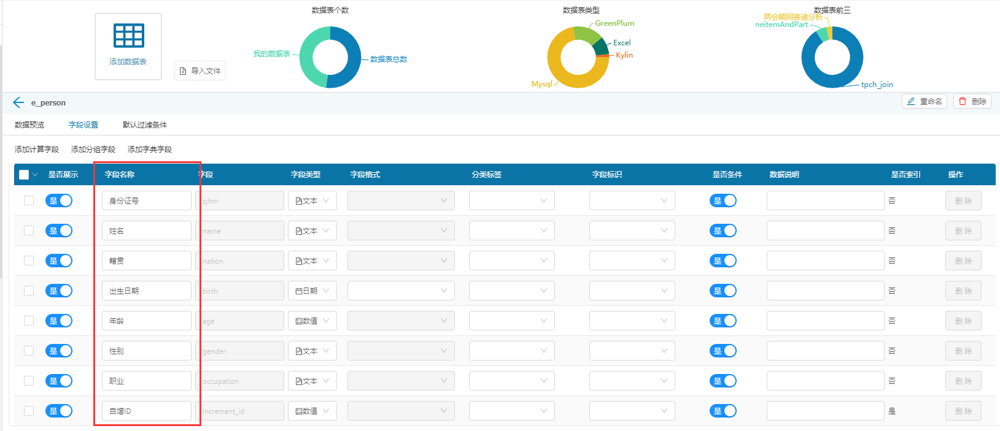 添加数据表
导入文件
数据表个数
我的数据表
数据表总数
数据表类型
GreenPlum
Excel
Kylin
Mysql
数据表前三
两会期间寄递分析
neitemAndPart
tpch_join
e_person
重命名
删除
数据预览 字段设置 默认过滤条件
添加计算字段 添加分组字段 添加字典字段
是否展示 字段名称 字段 字段类型 字段格式 分类标签 字段标识 是否条件 数据说明 是否索引 操作
是 身份证号 zjhm 文本 是 否 删 除
是 姓名 name 文本 是 否 删 除
是 籍贯 nation 文本 是 否 删 除
是 出生日期 birth 日期 是 否 删 除
是 年龄 age 数值 是 否 删 除
是 性别 gender 文本 是 否 删 除
是 职业 occupation 文本 是 否 删 除
是 自增ID increment_id 数值 是 是 删 除